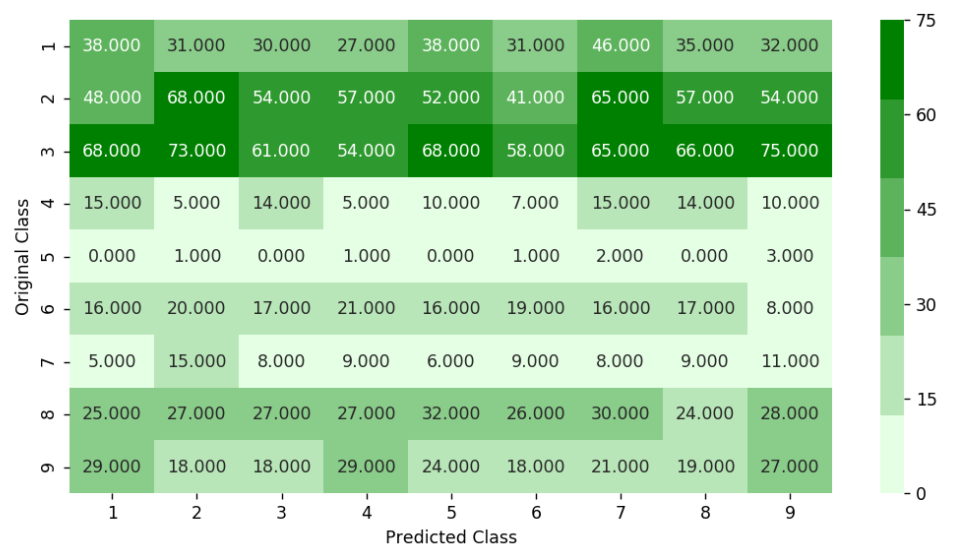 1 38.000 31.000 30.000 27.000 38.000 31.000 46.000 35.000 32.000
2 48.000 68.000 54.000 57.000 52.000 41.000 65.000 57.000 54.000
3 68.000 73.000 61.000 54.000 68.000 58.000 65.000 66.000 75.000
4 15.000 5.000 14.000 5.000 10.000 7.000 15.000 14.000 10.000
5 0.000 1.000 0.000 1.000 0.000 1.000 2.000 0.000 3.000
6 16.000 20.000 17.000 21.000 16.000 19.000 16.000 17.000 8.000
7 5.000 15.000 8.000 9.000 6.000 9.000 8.000 9.000 11.000
8 25.000 27.000 27.000 27.000 32.000 26.000 30.000 24.000 28.000
9 29.000 18.000 18.000 29.000 24.000 18.000 21.000 19.000 27.000
1 2 3 4 5 6 7 8 9
Predicted Class
Original Class
75
60
45
30
15
0